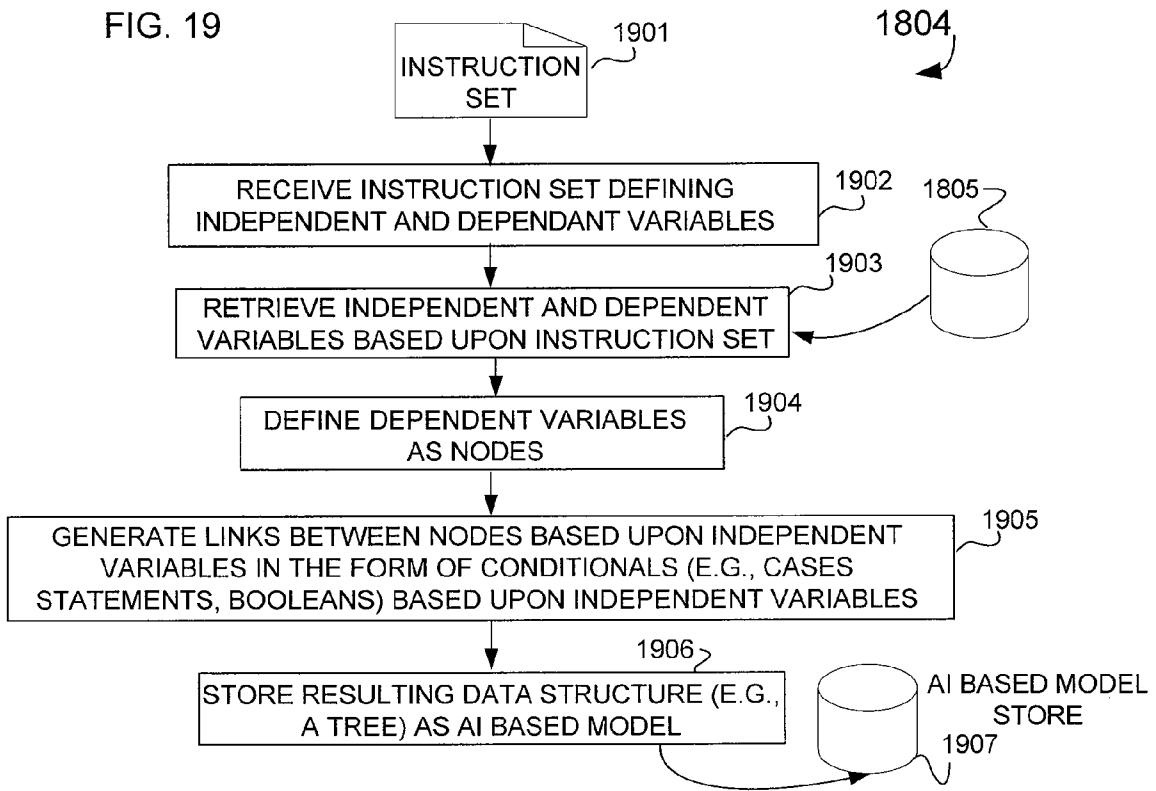 FIG. 19
1804
1901
INSTRUCTION
SET
RECEIVE INSTRUCTION SET DEFINING
INDEPENDENT AND DEPENDANT VARIABLES
1902
1805
1903
RETRIEVE INDEPENDENT AND DEPENDENT
VARIABLES BASED UPON INSTRUCTION SET
DEFINE DEPENDENT VARIABLES
AS NODES
1904
GENERATE LINKS BETWEEN NODES BASED UPON INDEPENDENT
VARIABLES IN THE FORM OF CONDITIONALS (E.G., CASES
STATEMENTS, BOOLEANS) BASED UPON INDEPENDENT VARIABLES
1905
1906
STORE RESULTING DATA STRUCTURE (E.G.,
A TREE) AS AI BASED MODEL
AI BASED MODEL
STORE
1907